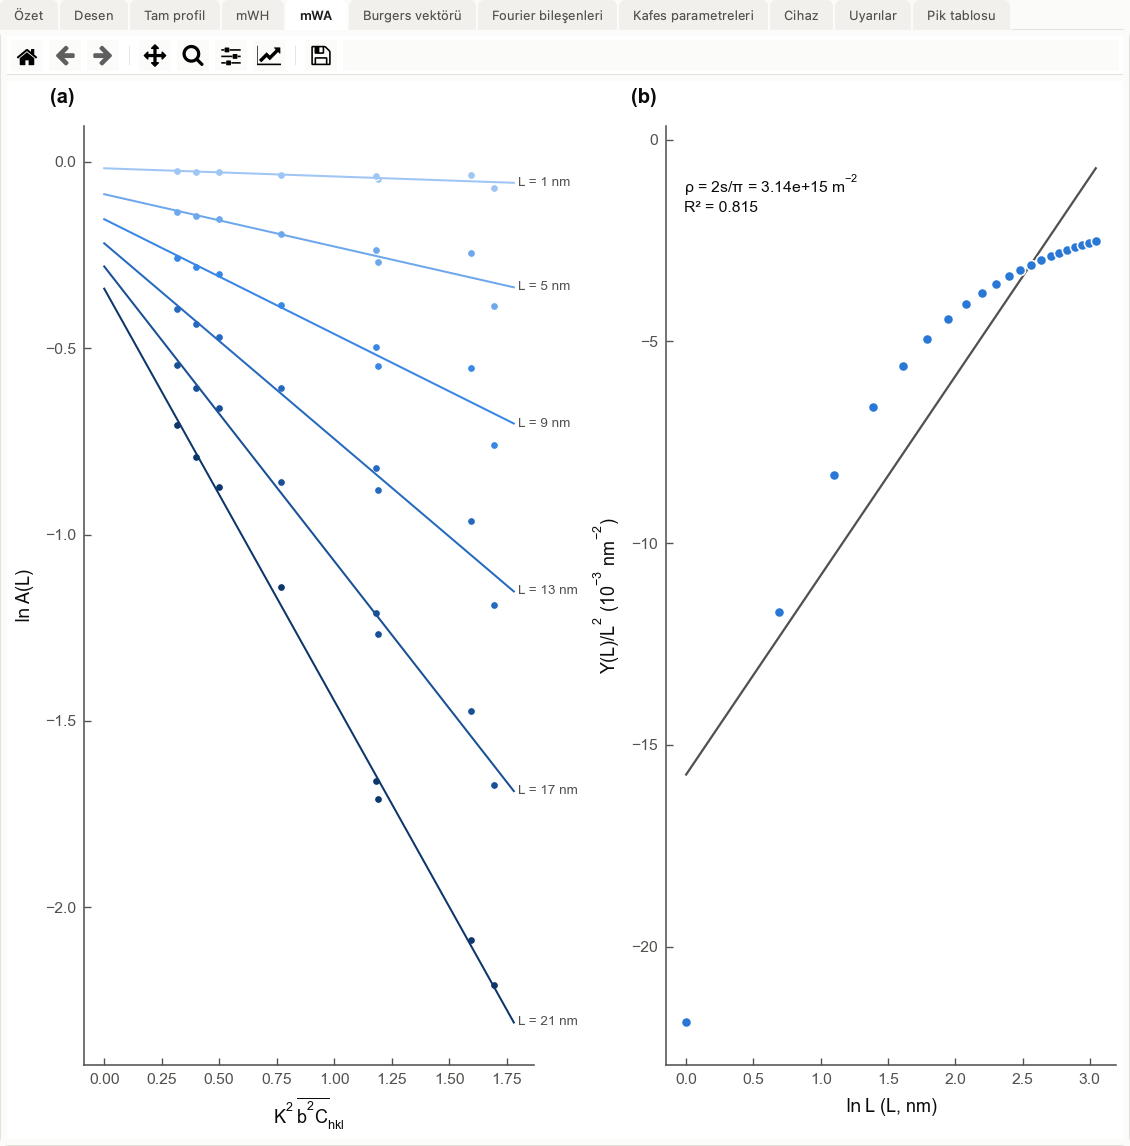 Özet Desen Tam profil mWH mWA Burgers vektörü Fourier bileşenleri Kafes parametreleri Cihaz Uyarılar Pik tablosu
(a)
0.0
−0.5
−1.0
−1.5
−2.0
ln A(L)
L = 1 nm
L = 5 nm
L = 9 nm
L = 13 nm
L = 17 nm
L = 21 nm
0.00 0.25 0.50 0.75 1.00 1.25 1.50 1.75
K² b²C hkl
(b)
ρ = 2s/π = 3.14e+15 m⁻²
R² = 0.815
0
−5
−10
−15
−20
Y(L)/L² (10⁻³ nm⁻²)
0.0 0.5 1.0 1.5 2.0 2.5 3.0
ln L (L, nm)